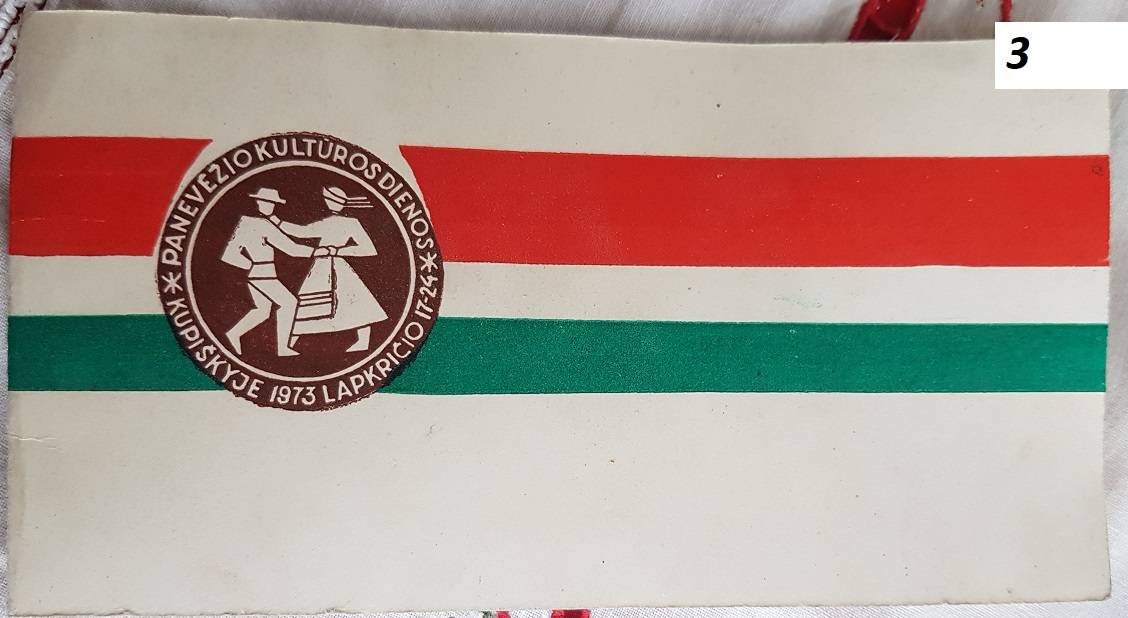 3
PANEVĖŽIO KULTŪROS DIENOS
KUPIŠKYJE 1973 LAPKRIČIO 17-24